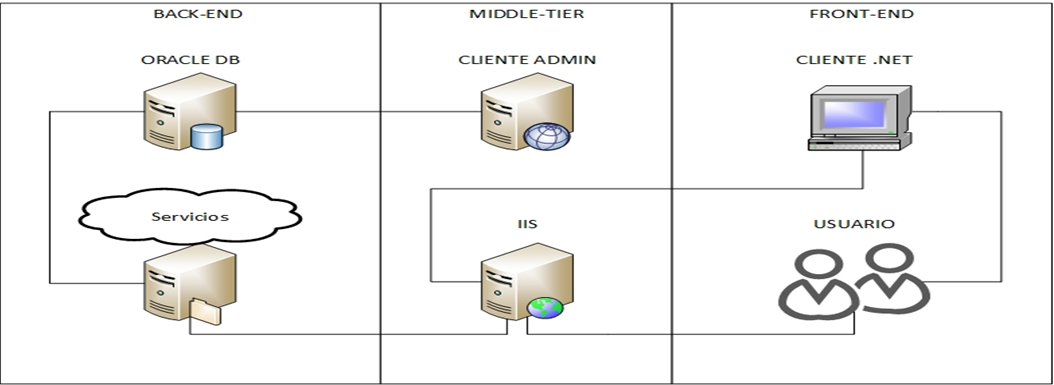 BACK-END
MIDDLE-TIER
FRONT-END
ORACLE DB
CLIENTE ADMIN
CLIENTE .NET
Servicios
IIS
USUARIO